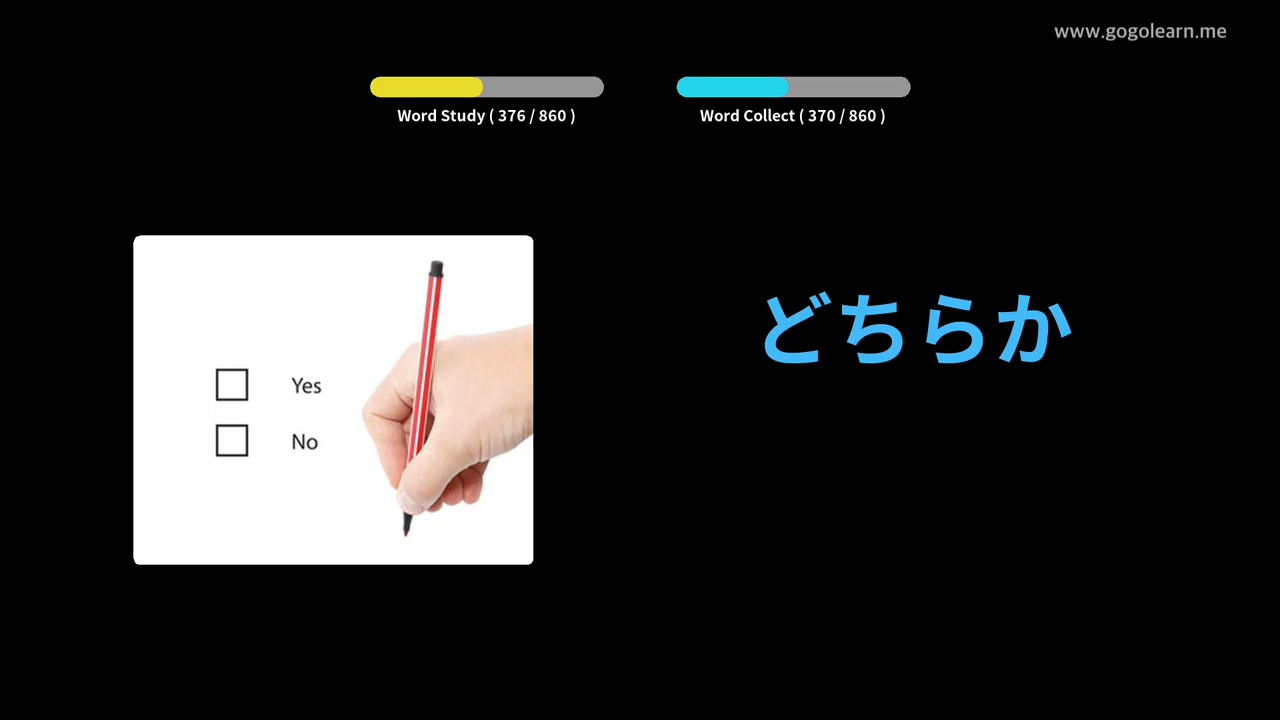 www.gogolearn.me
Word Study ( 376 / 860 )
Word Collect ( 370 / 860 )
Yes
No
どちらか